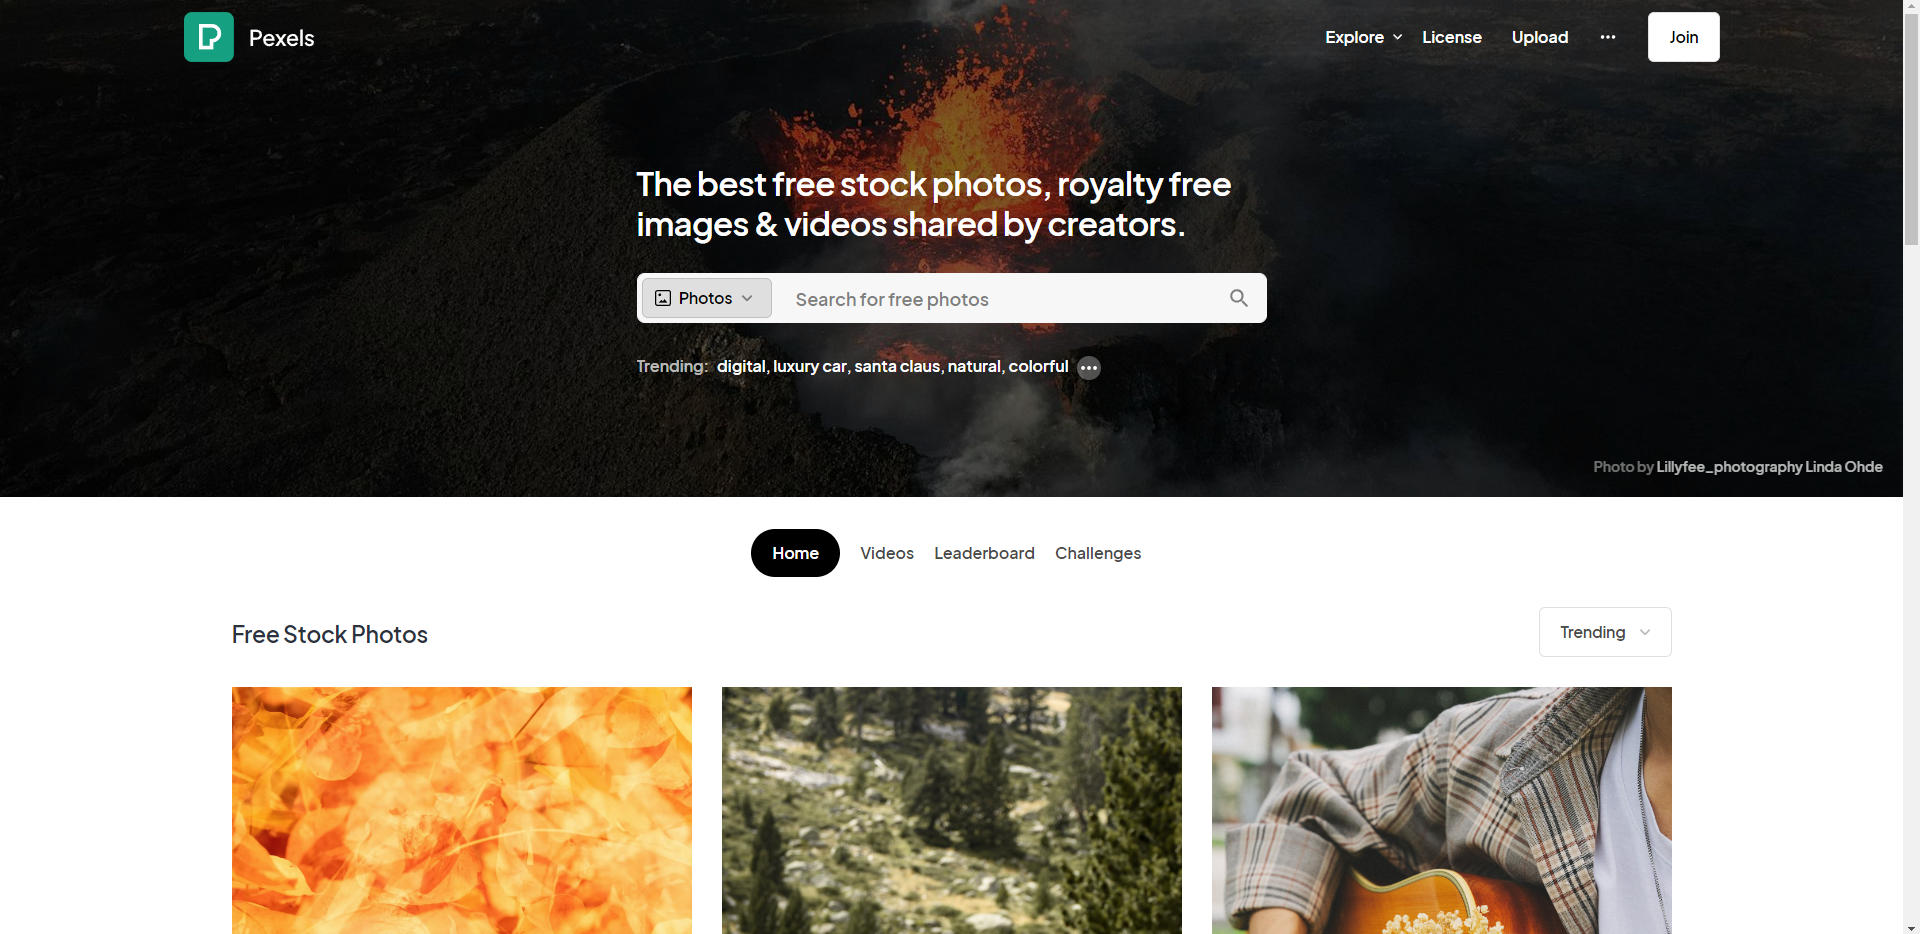 Pexels
Explore
License
Upload
Join
The best free stock photos, royalty free
images & videos shared by creators.
Photos
Search for free photos
Trending: digital, luxury car, santa claus, natural, colorful
Photo by Lillyfee_photography Linda Ohde
Home
Videos
Leaderboard
Challenges
Free Stock Photos
Trending